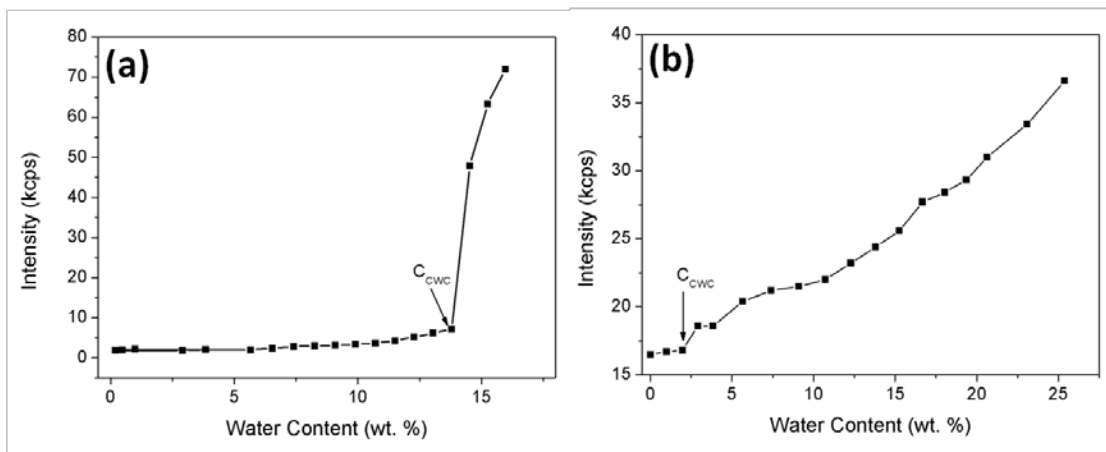 (a)
80
70
60
50
40
30
20
10
0
Intensity (kcps)
C_CWC
0 5 10 15
Water Content (wt. %)
(b)
40
35
30
25
20
15
Intensity (kcps)
C_CWC
0 5 10 15 20 25
Water Content (wt. %)